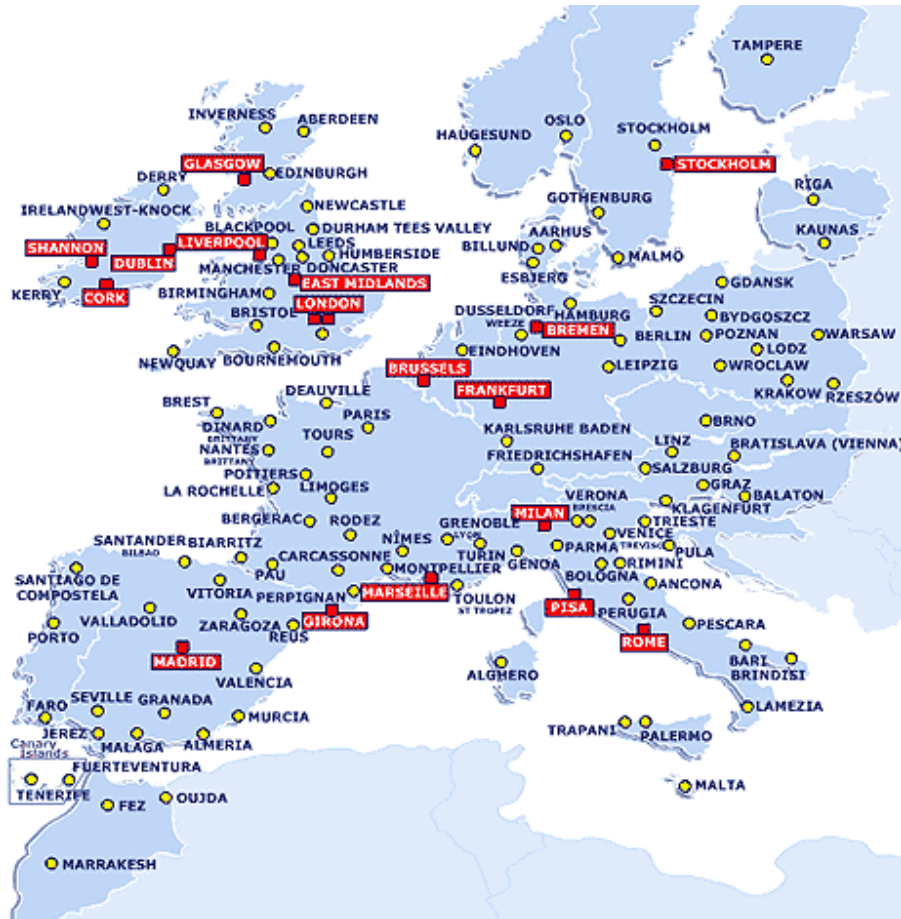 TAMPERE
INVERNESS
ABERDEEN
OSLO
HAUGESUND
STOCKHOLM
GLASGOW
STOCKHOLM
DERRY
EDINBURGH
RIGA
GOTHENBURG
IRELANDWEST-KNOCK
NEWCASTLE
BLACKPOOL
DURHAM TEES VALLEY
AARHUS
KAUNAS
SHANNON
LIVERPOOL
LEEDS
BILLUND
DUBLIN
HUMBERSIDE
MALMÖ
MANCHESTER
DONCASTER
ESBJERG
KERRY
EAST MIDLANDS
GDANSK
CORK
BIRMINGHAM
LONDON
SZCZECIN
BRISTOL
DUSSELDORF
HAMBURG
BYDGOSZCZ
WEEZE
BREMEN
BERLIN
POZNAN
WARSAW
NEWQUAY
BOURNEMOUTH
EINDHOVEN
LODZ
BRUSSELS
LEIPZIG
WROCLAW
FRANKFURT
KRAKOW
RZESZÓW
DEAUVILLE
BREST
PARIS
DINARD
BRITTANY
KARLSRUHE BADEN
BRNO
TOURS
NANTES
BRITTANY
LINZ
BRATISLAVA (VIENNA)
FRIEDRICHSHAFEN
POITIERS
SALZBURG
LA ROCHELLE
LIMOGES
GRAZ
BALATON
VERONA
KLAGENFURT
BERGERAC
RODEZ
GRENOBLE
LYON
MILAN
BRESCIA
TRIESTE
SANTANDER
BILBAO
BIARRITZ
NÎMES
VENICE
TREVISO
TURIN
PARMA
PULA
CARCASSONNE
GENOA
RIMINI
SANTIAGO DE
COMPOSTELA
PAU
MONTPELLIER
BOLOGNA
VITORIA
PERPIGNAN
MARSEILLE
TOULON
ST TROPEZ
ANCONA
PISA
PERUGIA
VALLADOLID
ZARAGOZA
GIRONA
PORTO
REUS
PESCARA
ROME
MADRID
BARI
VALENCIA
ALGHERO
BRINDISI
FARO
SEVILLE
GRANADA
MURCIA
LAMEZIA
JEREZ
TRAPANI
PALERMO
MALAGA
ALMERIA
Canary
Islands
FUERTEVENTURA
TENERIFE
OUJDA
MALTA
FEZ
MARRAKESH